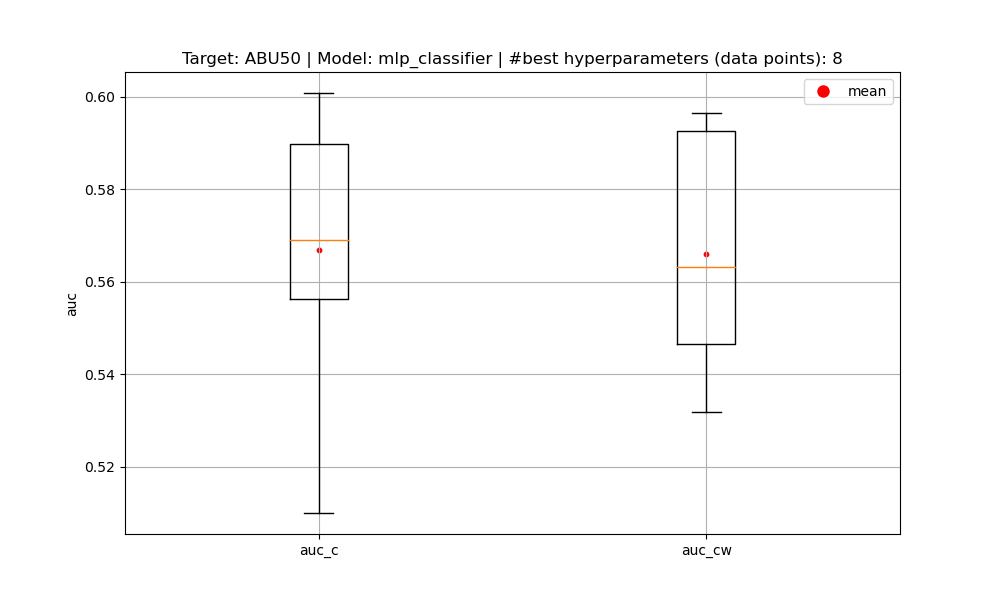 Target: ABU50 | Model: mlp_classifier | #best hyperparameters (data points): 8
mean
0.60
0.58
0.56
0.54
0.52
auc
auc_c
auc_cw